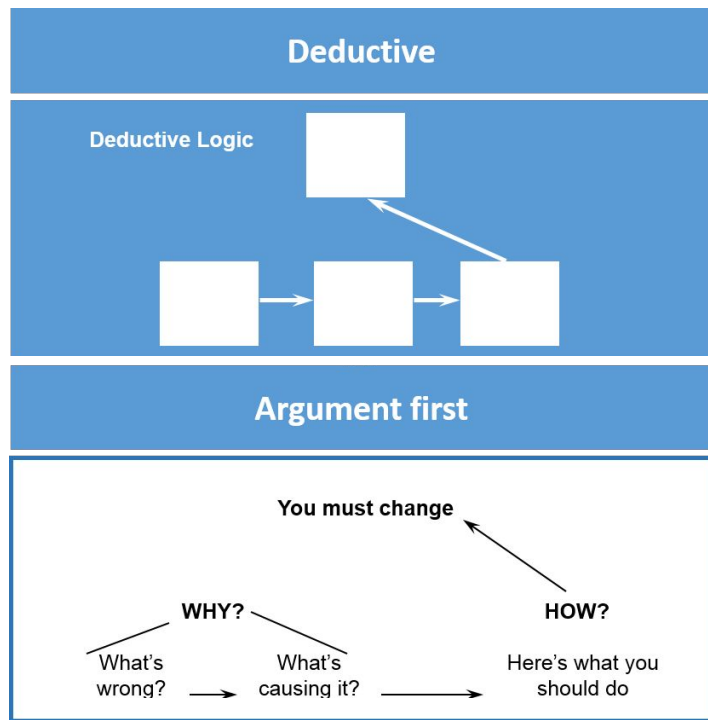 Deductive
Deductive Logic
Argument first
You must change
WHY?
HOW?
What's
wrong?
What's
causing it?
Here's what you
should do